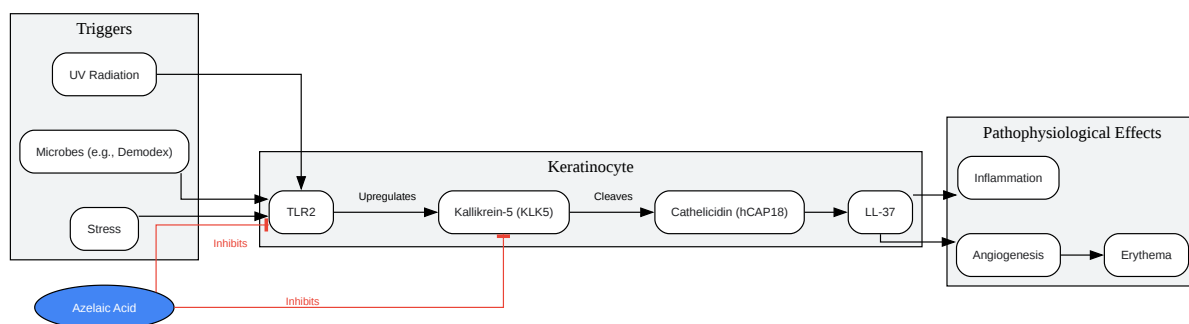 Triggers
UV Radiation
Microbes (e.g., Demodex)
Stress
Azelaic Acid
Inhibits
Inhibits
Keratinocyte
TLR2
Upregulates
Kallikrein-5 (KLK5)
Cleaves
Cathelicidin (hCAP18)
LL-37
Pathophysiological Effects
Inflammation
Angiogenesis
Erythema